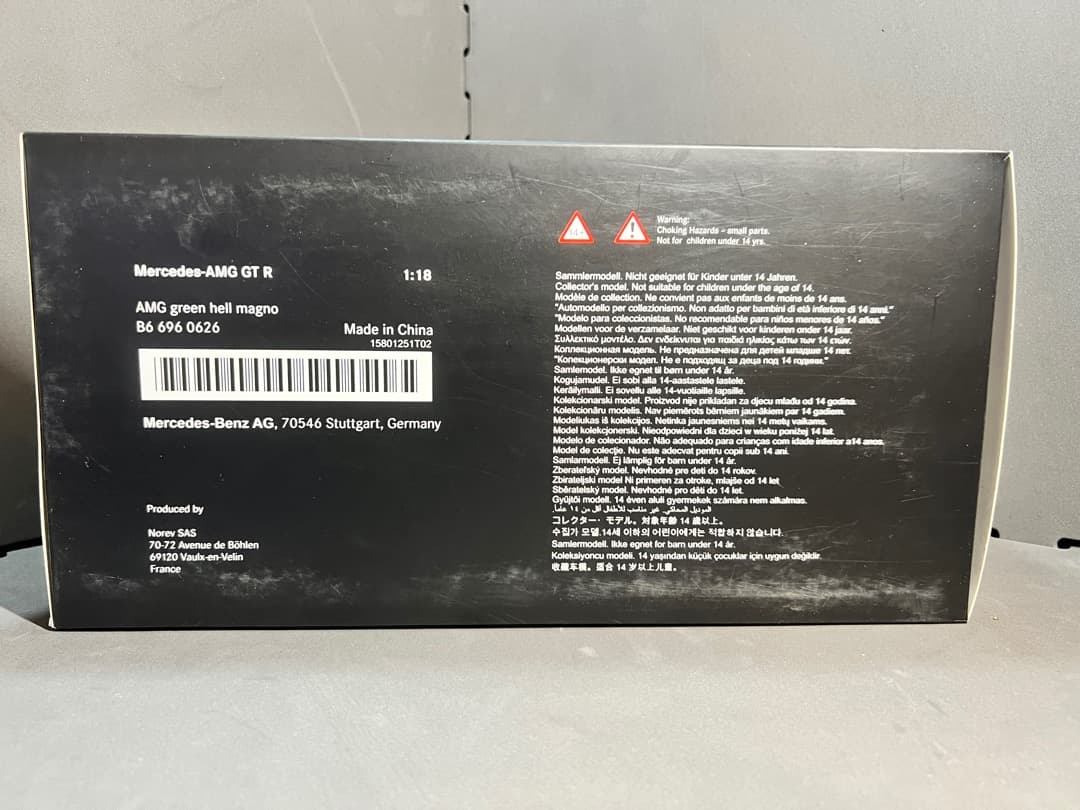 Mercedes-AMG GT R 1:18
AMG green hell magno
B6 696 0626
Made in China
15801251T02
Mercedes-Benz AG, 70546 Stuttgart, Germany
Produced by
Norev SAS
70-72 Avenue de Böhlen
69120 Vaulx-en-Velin
France
14+
Warning:
Choking Hazards - small parts.
Not for children under 14 yrs.
Sammlermodell. Nicht geeignet für Kinder unter 14 Jahren.
Collector's model. Not suitable for children under the age of 14.
Modèle de collection. Ne convient pas aux enfants de moins de 14 ans.
"Automodello per collezionismo. Non adatto per bambini di età inferiore di 14 anni."
"Modelo para coleccionistas. No recomendable para niños menores de 14 años."
Modellen voor de verzamelaar. Niet geschikt voor kinderen onder 14 jaar.
Συλλεκτικό μοντέλο. Δεν ενδείκνυται για παιδιά ηλικίας κάτω των 14 ετών.
Коллекционная модель. Не предназначена для детей младше 14 лет.
"Колекционерски модел. Не е подходящ за деца под 14 години."
Samlemodel. Ikke egnet til børn under 14 år.
Kogujamudel. Ei sobi alla 14-aastastele lastele.
Keräilymalli. Ei sovellu alle 14-vuotiaille lapsille.
Kolekcionarski model. Proizvod nije prikladan za djecu mlađu od 14 godina.
Kolekcionāru modelis. Nav piemērots bērniem jaunākiem par 14 gadiem.
Modeliukas iš kolekcijos. Netinka jaunesniems nei 14 metų vaikams.
Model kolekcjonerski. Nieodpowiedni dla dzieci w wieku poniżej 14 lat.
Modelo de colecionador. Não adequado para crianças com idade inferior a14 anos.
Model de colecţie. Nu este adecvat pentru copii sub 14 ani.
Samlarmodell. Ej lämplig för barn under 14 år.
Zberateľský model. Nevhodné pre deti do 14 rokov.
Zbirateljski model Ni primeren za otroke, mlajše od 14 let
Sběratelský model. Nevhodné pro děti do 14 let.
Gyűjtői modell. 14 éven aluli gyermekek számára nem alkalmas.
الموديل المحاكي. غير مناسب للأطفال أقل من ١٤ عاماً.
コレクター・モデル。対象年齢 14 歳以上。
수집가 모델.14세 이하의 어린이에게는 적합하지 않습니다.
Samlermodell. Ikke egnet for barn under 14 år.
Koleksiyoncu modeli. 14 yaşından küçük çocuklar için uygun değildir.
收藏车模。适合 14 岁以上儿童。